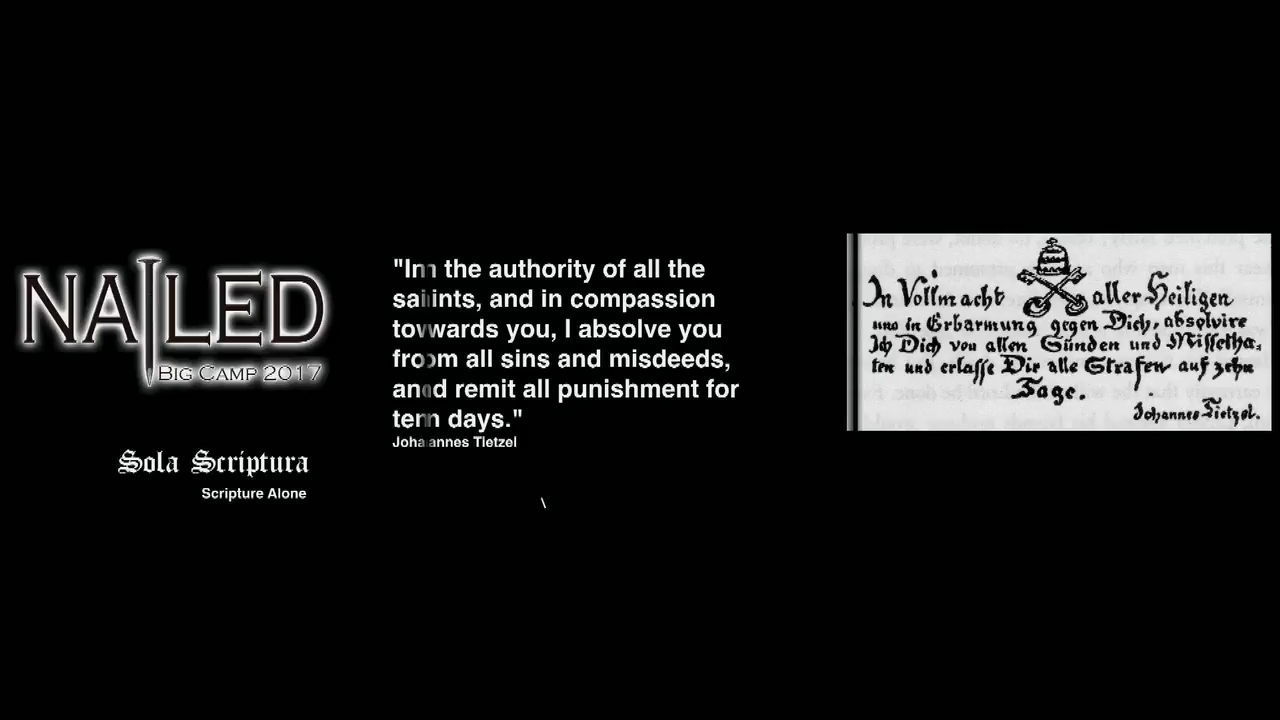 NAILED
BIG CAMP 2017
Sola Scriptura
Scripture Alone
"In the authority of all the
saints, and in compassion
towards you, I absolve you
from all sins and misdeeds,
and remit all punishment for
ten days."
Johannes Tietzel
\
In Vollmacht aller Heiligen
und in Erbarmung gegen Dich, absolvire
Ich Dich von allen Sünden und Missetha-
ten und erlasse Dir alle Strafen auf zehn
Tage.
Johannes Tietzel.